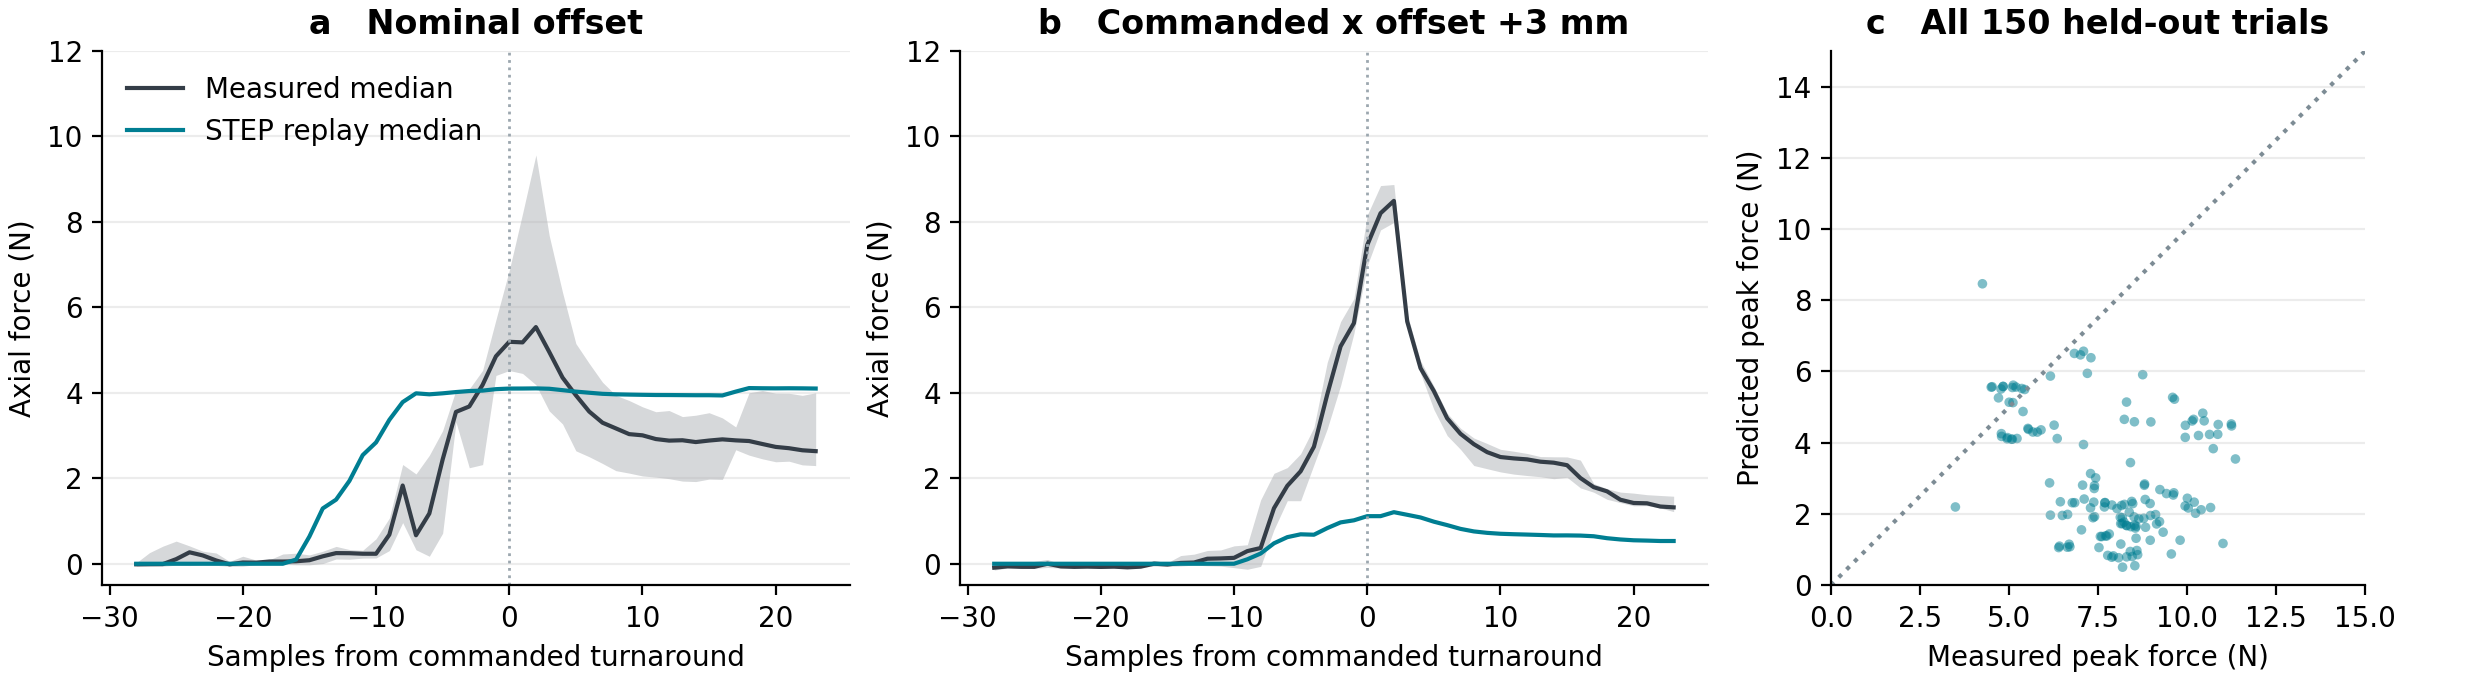 a Nominal offset
Axial force (N)
12
10
8
6
4
2
0
Measured median
STEP replay median
−30 −20 −10 0 10 20
Samples from commanded turnaround
b Commanded x offset +3 mm
Axial force (N)
12
10
8
6
4
2
0
−30 −20 −10 0 10 20
Samples from commanded turnaround
c All 150 held-out trials
Predicted peak force (N)
14
12
10
8
6
4
2
0
0.0 2.5 5.0 7.5 10.0 12.5 15.0
Measured peak force (N)